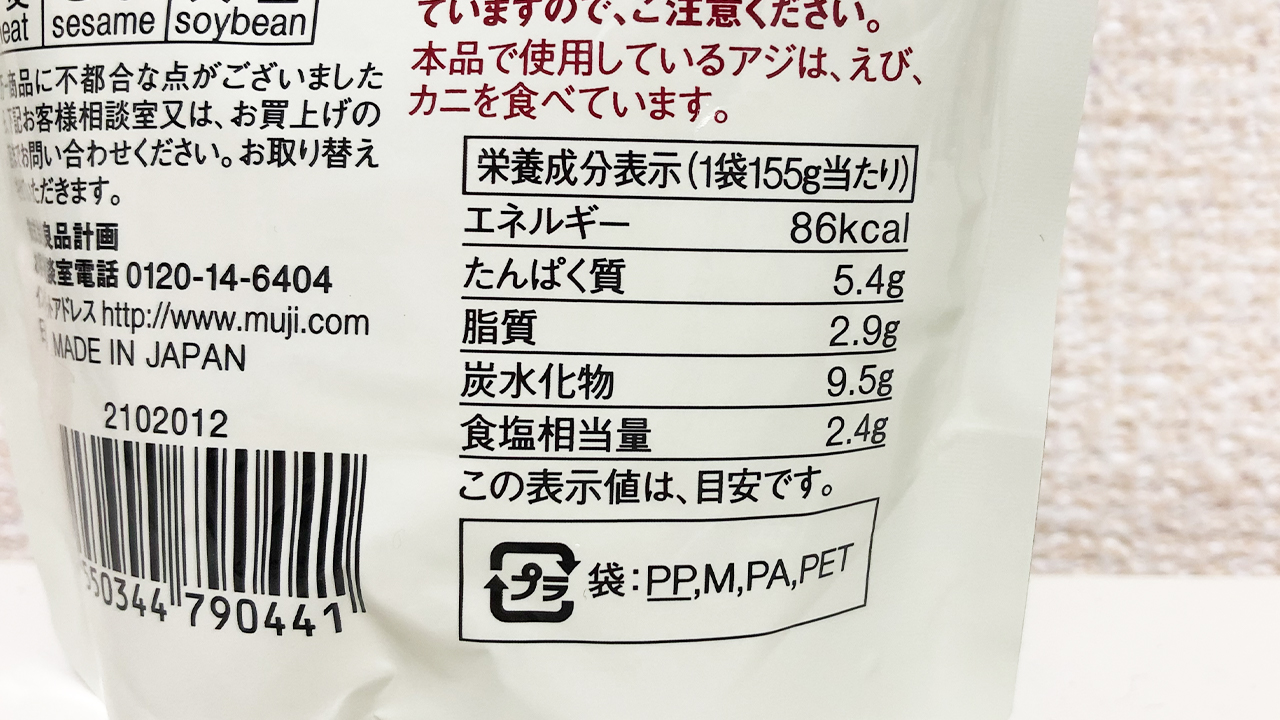 sesame
soybean
商品に不都合な点がございました
お客様相談室又は、お買上げの
お問い合わせください。お取り替え
いただきます。
良品計画
談室電話 0120-14-6404
アドレス http://www.muji.com
MADE IN JAPAN
2102012
550344 790441
ていますので、ご注意ください。
本品で使用しているアジは、えび、
カニを食べています。
栄養成分表示(1袋155g当たり)
エネルギー 86kcal
たんぱく質 5.4g
脂質 2.9g
炭水化物 9.5g
食塩相当量 2.4g
この表示値は、目安です。
プラ 袋:PP,M,PA,PET